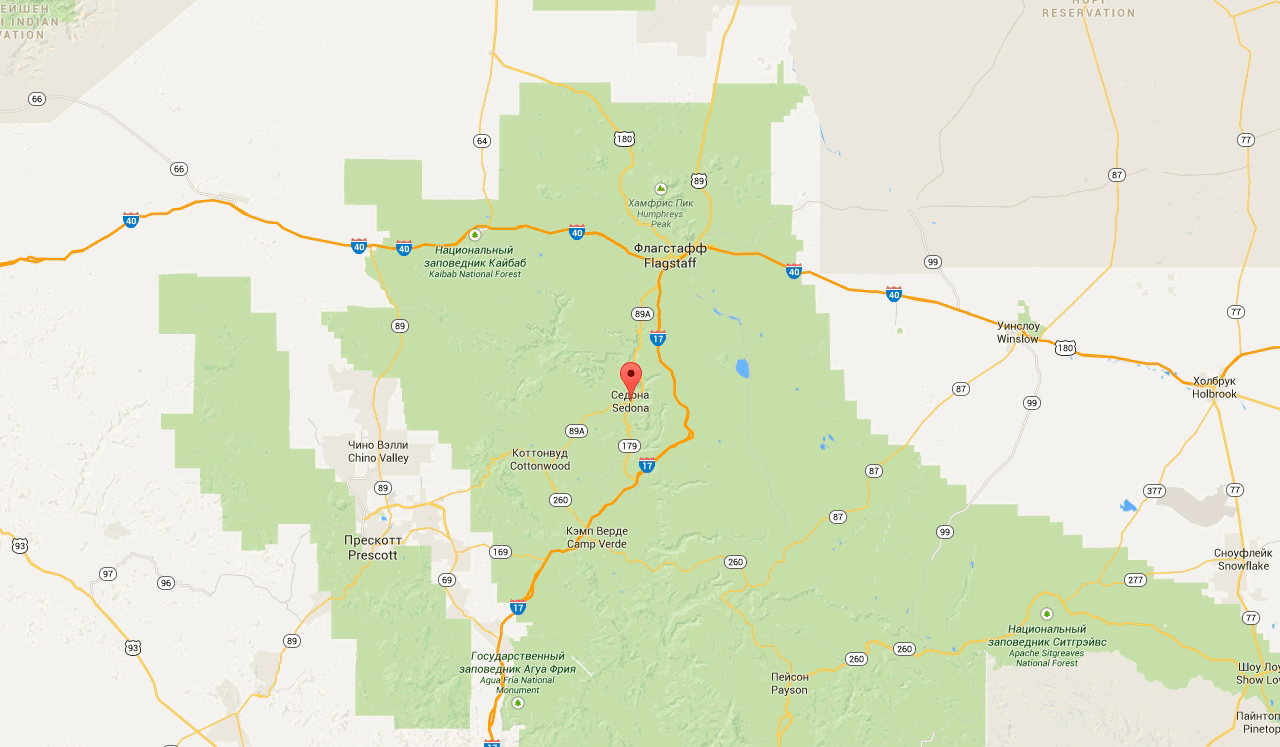 ЕЙШЕН
I INDIAN
VATION
НОРТ
RESERVATION
66
180
64
77
66
89
87
Хамфрис Пик
Humphreys
Peak
40
40
40
40
Национальный
заповедник Кайбаб
Kaibab National Forest
Флагстафф
Flagstaff
40
99
40
89A
77
89
17
Уинслоу
Winslow
180
Седона
Sedona
87
Холбрук
Holbrook
99
89A
179
Чино Вэлли
Chino Valley
Коттонвуд
Cottonwood
17
87
89
260
377
77
87
Кэмп Верде
Camp Verde
99
93
Прескотт
Prescott
169
260
Сноуфлейк
Snowflake
97
96
69
277
17
77
93
89
Национальный
заповедник Ситгрэйвс
Apache Sitgreaves
National Forest
260
260
Государственный
заповедник Агуа Фрия
Agua Fria National
Monument
Пейсон
Payson
Шоу Лоу
Show Lo
Пайнтоп
Pinetop
17